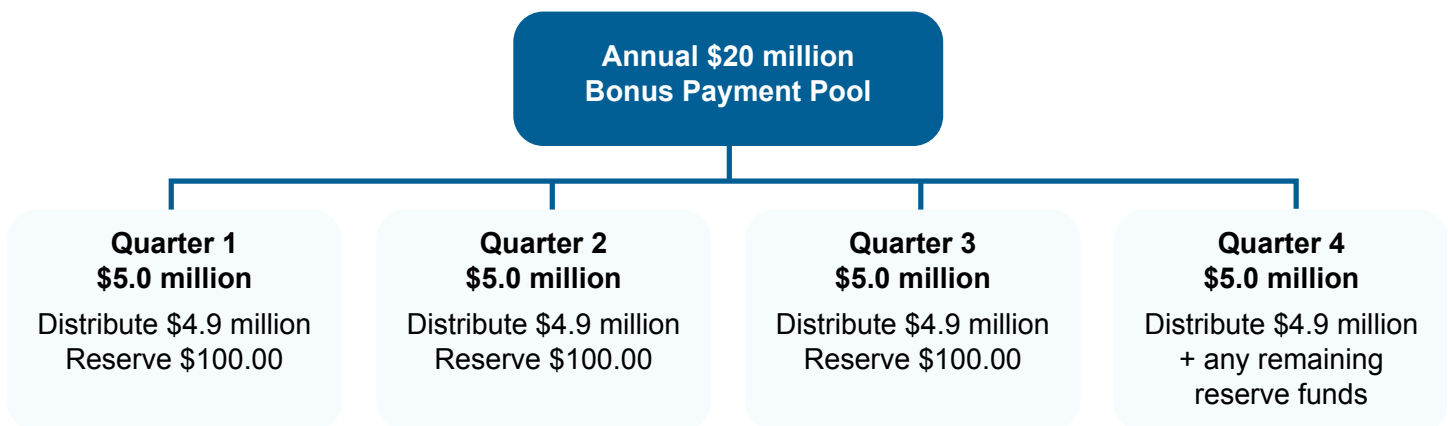 Annual $20 million
Bonus Payment Pool
Quarter 1
$5.0 million
Distribute $4.9 million
Reserve $100.00
Quarter 2
$5.0 million
Distribute $4.9 million
Reserve $100.00
Quarter 3
$5.0 million
Distribute $4.9 million
Reserve $100.00
Quarter 4
$5.0 million
Distribute $4.9 million
+ any remaining
reserve funds